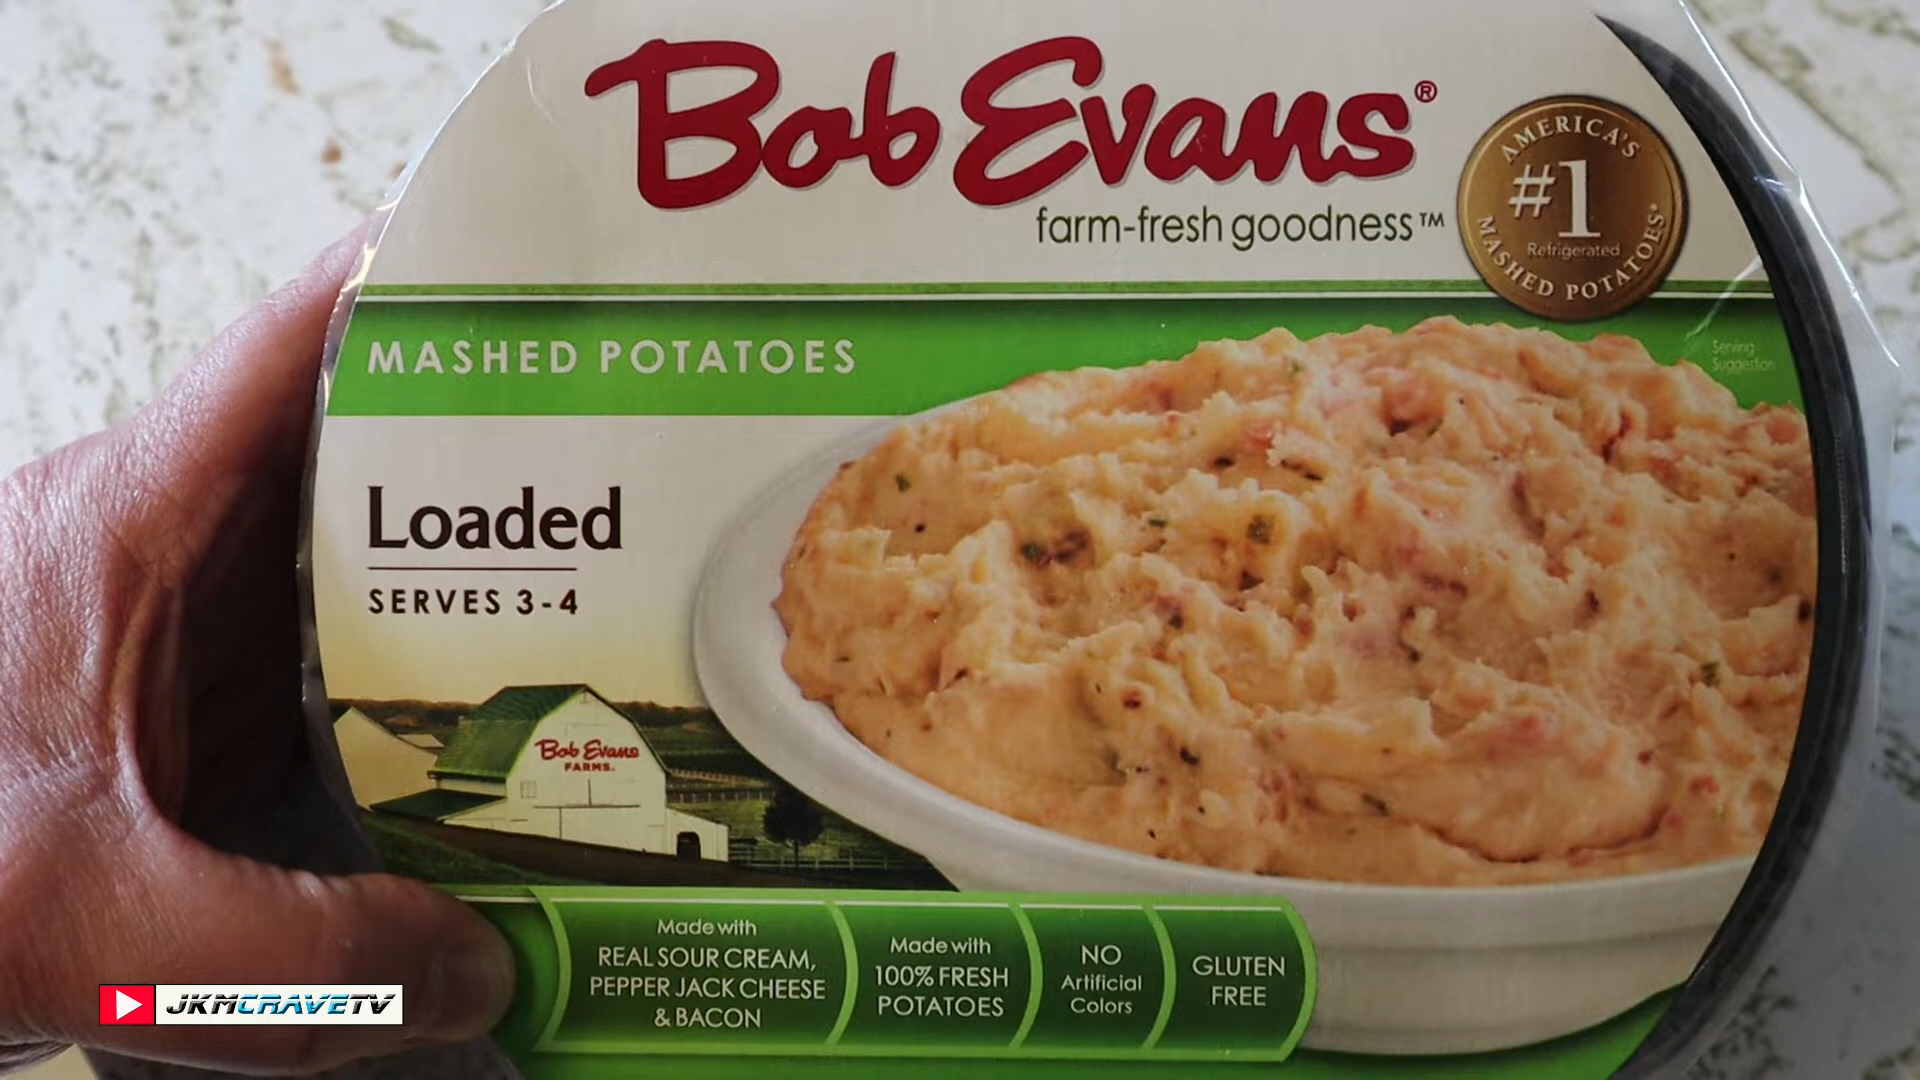 Bob Evans®
farm-fresh goodness™
AMERICA'S
#1
Refrigerated
MASHED POTATOES*
MASHED POTATOES
Serving
Suggestion
Loaded
SERVES 3-4
Bob Evans
FARMS.
Made with
REAL SOUR CREAM,
PEPPER JACK CHEESE
& BACON
Made with
100% FRESH
POTATOES
NO
Artificial
Colors
GLUTEN
FREE
JKMCRAVETV